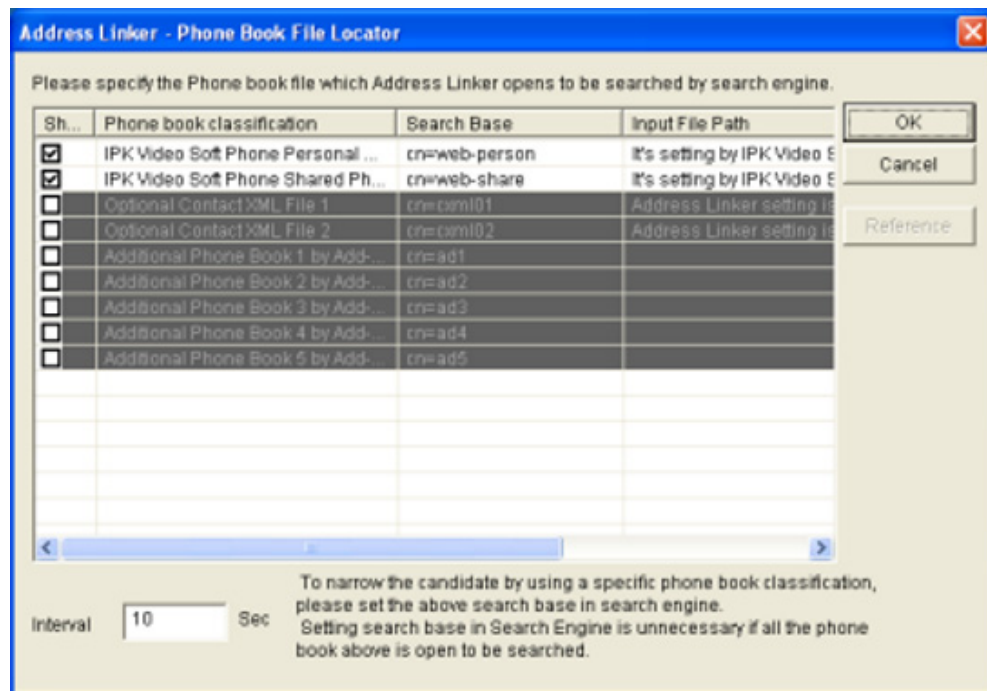 Address Linker - Phone Book File Locator
Please specify the Phone book file which Address Linker opens to be searched by search engine.
Sh... Phone book classification Search Base Input File Path OK
IPK Video Soft Phone Personal ... cn=web-person It's setting by IPK Video S
Cancel
IPK Video Soft Phone Shared Ph... cn=web-share It's setting by IPK Video S
Optional Contact XML File 1 cn=cxml01 Address Linker setting is
Reference
Optional Contact XML File 2 cn=cxml02 Address Linker setting is
Additional Phone Book 1 by Add-... cn=ad1
Additional Phone Book 2 by Add-... cn=ad2
Additional Phone Book 3 by Add-... cn=ad3
Additional Phone Book 4 by Add-... cn=ad4
Additional Phone Book 5 by Add-... cn=ad5
To narrow the candidate by using a specific phone book classification,
please set the above search base in search engine.
Interval 10 Sec
Setting search base in Search Engine is unnecessary if all the phone
book above is open to be searched.